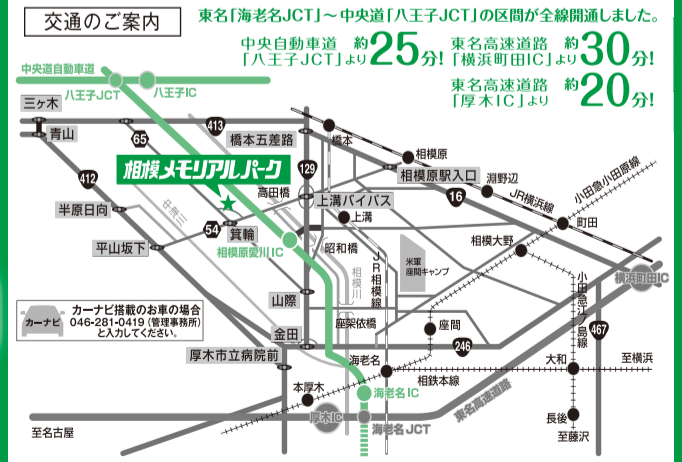 交通のご案内
東名「海老名JCT」～中央道「八王子JCT」の区間が全線開通しました。
中央自動車道「八王子JCT」より 約25分!
東名高速道路「横浜町田IC」より 約30分!
東名高速道路「厚木IC」より 約20分!
中央道自動車道
八王子JCT
八王子IC
三ヶ木
青山
65
413
橋本五差路
橋本
相模原
相模原駅入口
淵野辺
JR横浜線
小田急小田原線
412
相模メモリアルパーク
高田橋
129
上溝バイパス
上溝
16
町田
半原日向
中津川
54
箕輪
相模原愛川IC
昭和橋
相模川
JR相模線
米軍
座間キャンプ
相模大野
平山坂下
横浜町田IC
小田急江ノ島線
カーナビ
カーナビ搭載のお車の場合
046-281-0419（管理事務所）
と入力してください。
山際
座架依橋
座間
467
金田
246
厚木市立病院前
海老名
大和
至横浜
相鉄本線
本厚木
海老名IC
東名高速道路
厚木IC
海老名JCT
長後
至名古屋
至藤沢